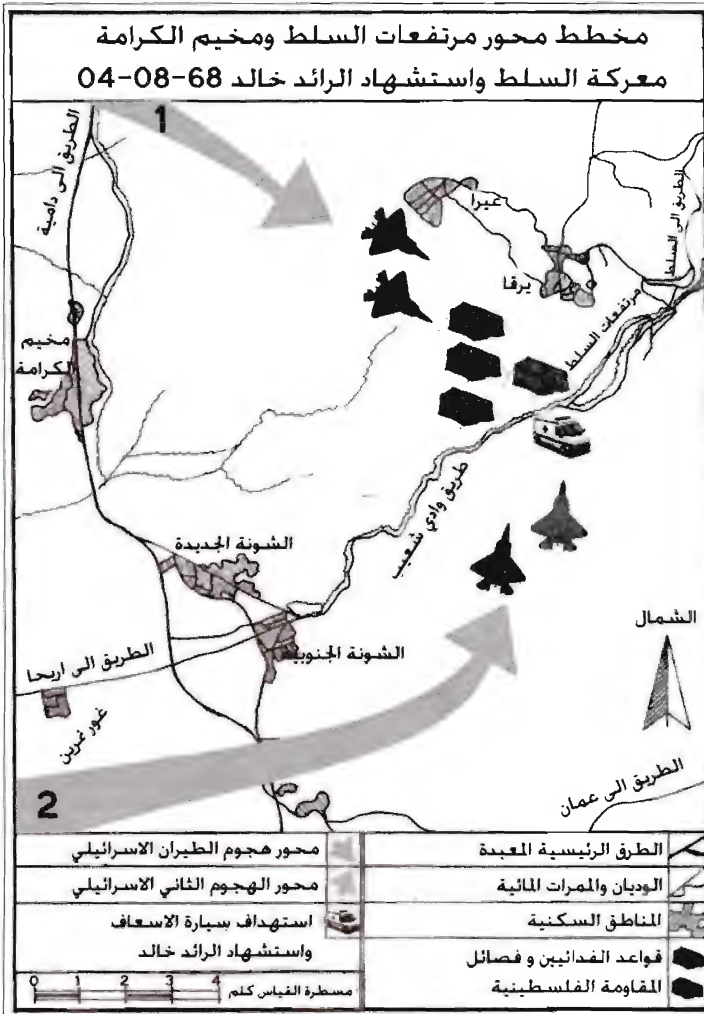 مخطط محور مرتفعات السلط ومخيم الكرامة
معركة السلط واستشهاد الرائد خالد 68-08-04
1
الطريق الى دامية
عيرا
يرقا
الطريق الى السلط
مرتفعات السلط
مخيم
الكرامة
طريق وادي شعيب
الشونة الجديدة
الشونة الجنوبية
الشمال
الطريق الى اريحا
غور نمرين
2
الطريق الى عمان
الطرق الرئيسية المعبدة
الوديان والممرات المائية
المناطق السكنية
قواعد الفدائيين و فصائل
المقاومة الفلسطينية
محور هجوم الطيران الاسرائيلي
محور الهجوم الثاني الاسرائيلي
استهداف سيارة الاسعاف
واستشهاد الرائد خالد
مسطرة القياس كلم
0 1 2 3 4